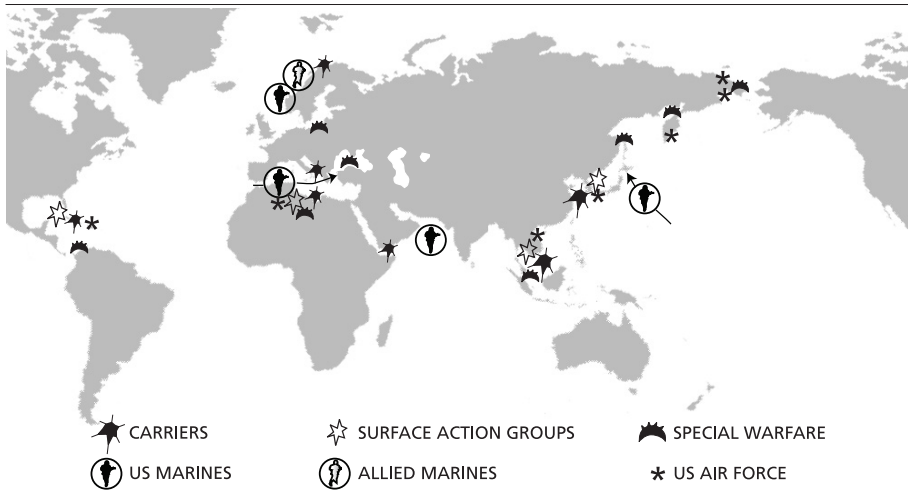 CARRIERS
SURFACE ACTION GROUPS
SPECIAL WARFARE
US MARINES
ALLIED MARINES
US AIR FORCE